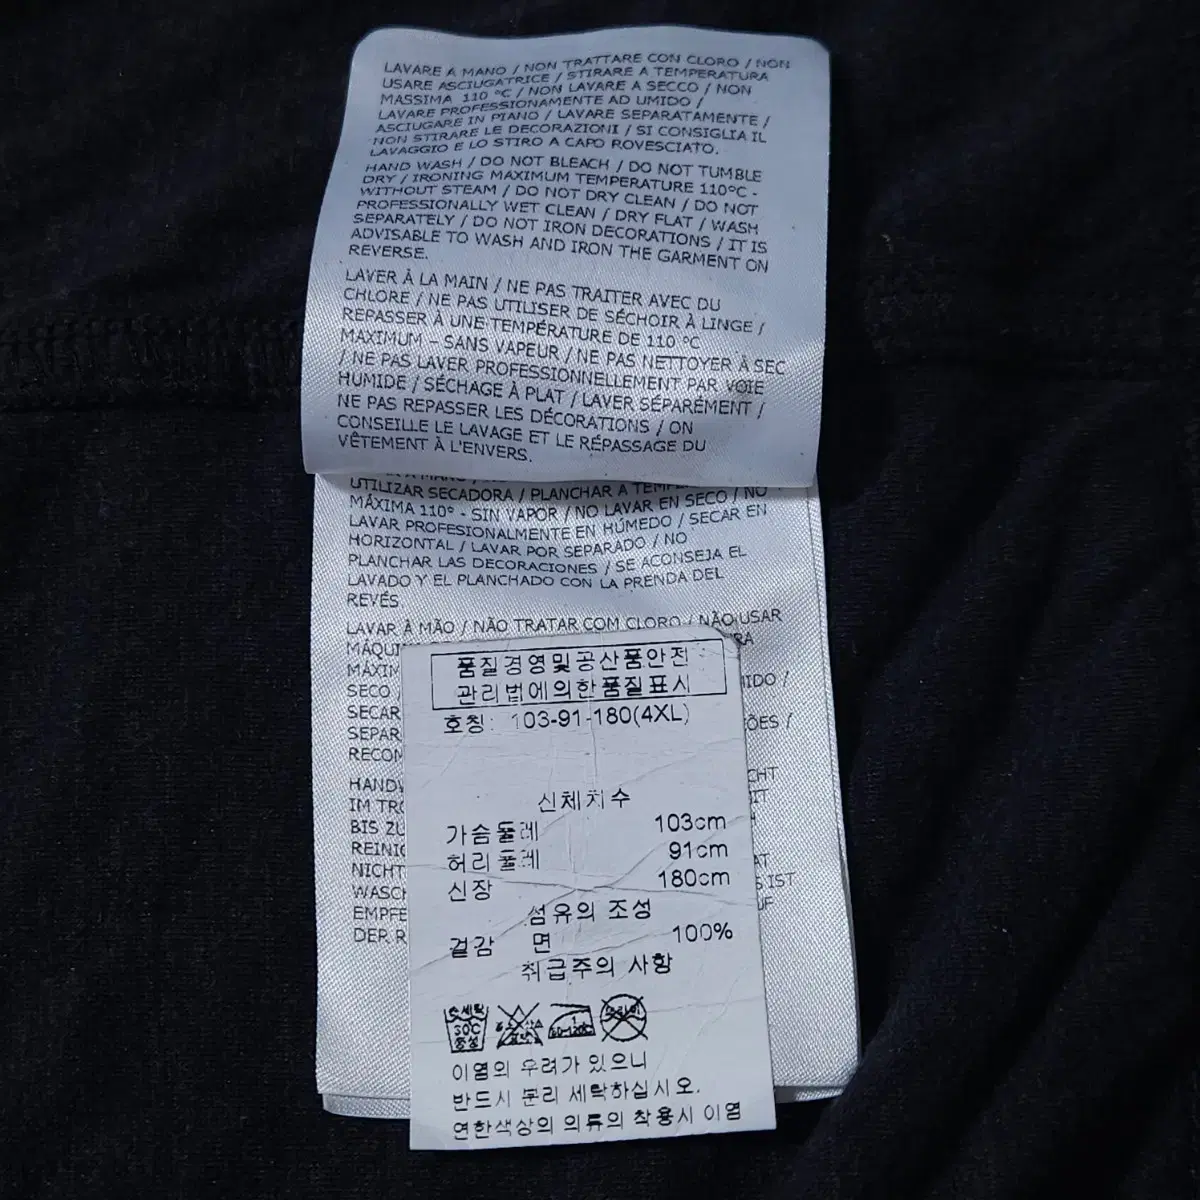 LAVARE A MANO / NON TRATTARE CON CLORO / NON
USARE ASCIUGATRICE / STIRARE A TEMPERATURA
MASSIMA 110 °C / NON LAVARE A SECCO / NON
LAVARE PROFESSIONAMENTE AD UMIDO /
ASCIUGARE IN PIANO / LAVARE SEPARATAMENTE /
NON STIRARE LE DECORAZIONI / SI CONSIGLIA IL
LAVAGGIO E LO STIRO A CAPO ROVESCIATO.
HAND WASH / DO NOT BLEACH / DO NOT TUMBLE
DRY / IRONING MAXIMUM TEMPERATURE 110°C -
WITHOUT STEAM / DO NOT DRY CLEAN / DO NOT
PROFESSIONALLY WET CLEAN / DRY FLAT / WASH
SEPARATELY / DO NOT IRON DECORATIONS / IT IS
ADVISABLE TO WASH AND IRON THE GARMENT ON
REVERSE.
LAVER À LA MAIN / NE PAS TRAITER AVEC DU
CHLORE / NE PAS UTILISER DE SÉCHOIR À LINGE /
REPASSER À UNE TEMPÉRATURE DE 110 °C
MAXIMUM - SANS VAPEUR / NE PAS NETTOYER À SEC
/ NE PAS LAVER PROFESSIONNELLEMENT PAR VOIE
HUMIDE / SÉCHAGE À PLAT / LAVER SÉPARÉMENT /
NE PAS REPASSER LES DÉCORATIONS / ON
CONSEILLE LE LAVAGE ET LE RÉPASSAGE DU
VÊTEMENT À L'ENVERS.
UTILIZAR SECADORA / PLANCHAR A
MÁXIMA 110° - SIN VAPOR / NO LAVAR EN SECO / NO
LAVAR PROFESIONALMENTE EN HÚMEDO / SECAR EN
HORIZONTAL / LAVAR POR SEPARADO / NO
PLANCHAR LAS DECORACIONES / SE ACONSEJA EL
LAVADO Y EL PLANCHADO CON LA PRENDA DEL
REVÉS
LAVAR À MÃO / NÃO TRATAR COM CLORO / NÃO USAR
SECO /
SECAR
DER
품질경영및공산품안전
관리법에의한품질표시
호칭: 103-91-180(4XL)
신체치수
가슴둘레 103cm
허리둘레 91cm
신장 180cm
섬유의 조성
겉감 면 100%
취급주의 사항
손세탁
30℃
중성
이염의 우려가 있으니
반드시 분리 세탁하십시오.
연한색상의 의류의 착용시 이염